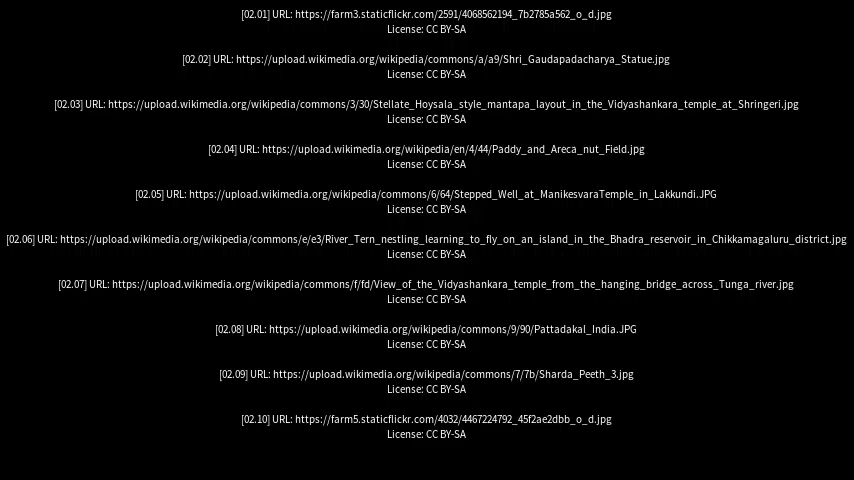 [02.01] URL: https://farm3.staticflickr.com/2591/4068562194_7b2785a562_o_d.jpg
License: CC BY-SA
[02.02] URL: https://upload.wikimedia.org/wikipedia/commons/a/a9/Shri_Gaudapadacharya_Statue.jpg
License: CC BY-SA
[02.03] URL: https://upload.wikimedia.org/wikipedia/commons/3/30/Stellate_Hoysala_style_mantapa_layout_in_the_Vidyashankara_temple_at_Shringeri.jpg
License: CC BY-SA
[02.04] URL: https://upload.wikimedia.org/wikipedia/en/4/44/Paddy_and_Areca_nut_Field.jpg
License: CC BY-SA
[02.05] URL: https://upload.wikimedia.org/wikipedia/commons/6/64/Stepped_Well_at_ManikesvaraTemple_in_Lakkundi.JPG
License: CC BY-SA
[02.06] URL: https://upload.wikimedia.org/wikipedia/commons/e/e3/River_Tern_nestling_learning_to_fly_on_an_island_in_the_Bhadra_reservoir_in_Chikkamagaluru_district.jpg
License: CC BY-SA
[02.07] URL: https://upload.wikimedia.org/wikipedia/commons/f/fd/View_of_the_Vidyashankara_temple_from_the_hanging_bridge_across_Tunga_river.jpg
License: CC BY-SA
[02.08] URL: https://upload.wikimedia.org/wikipedia/commons/9/90/Pattadakal_India.JPG
License: CC BY-SA
[02.09] URL: https://upload.wikimedia.org/wikipedia/commons/7/7b/Sharda_Peeth_3.jpg
License: CC BY-SA
[02.10] URL: https://farm5.staticflickr.com/4032/4467224792_45f2ae2dbb_o_d.jpg
License: CC BY-SA